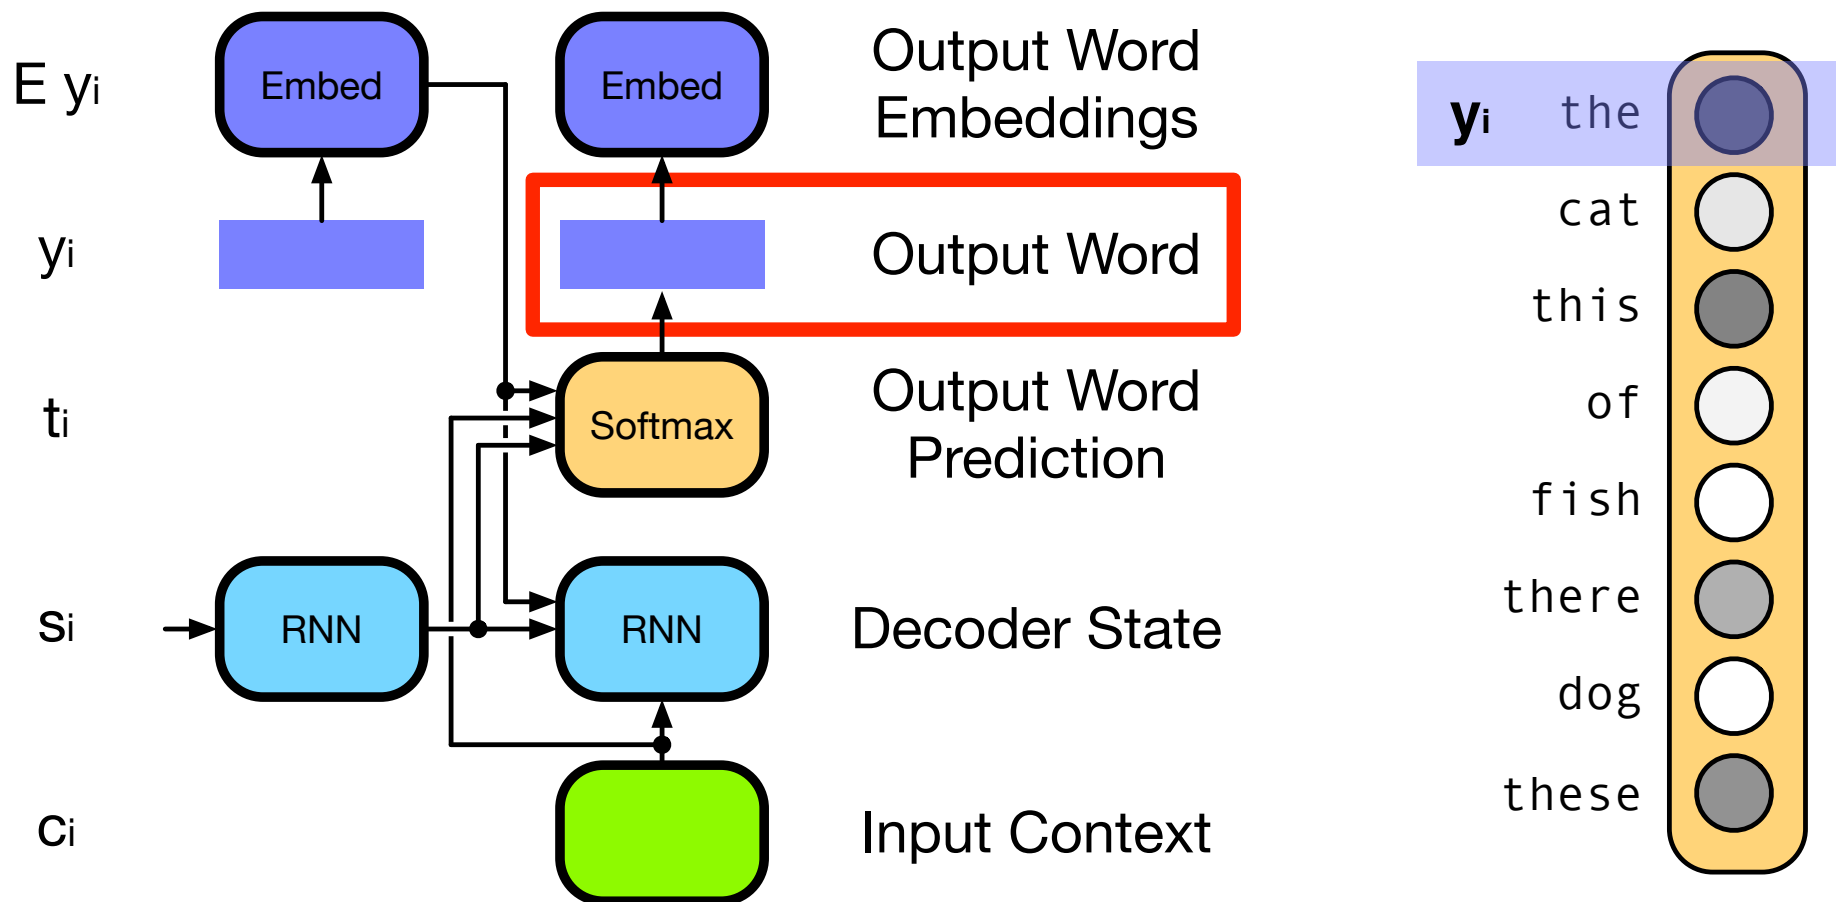 E yi
Embed
Embed
Output Word
Embeddings
yi
Output Word
ti
Softmax
Output Word
Prediction
si
RNN
RNN
Decoder State
ci
Input Context
yi the
cat
this
of
fish
there
dog
these